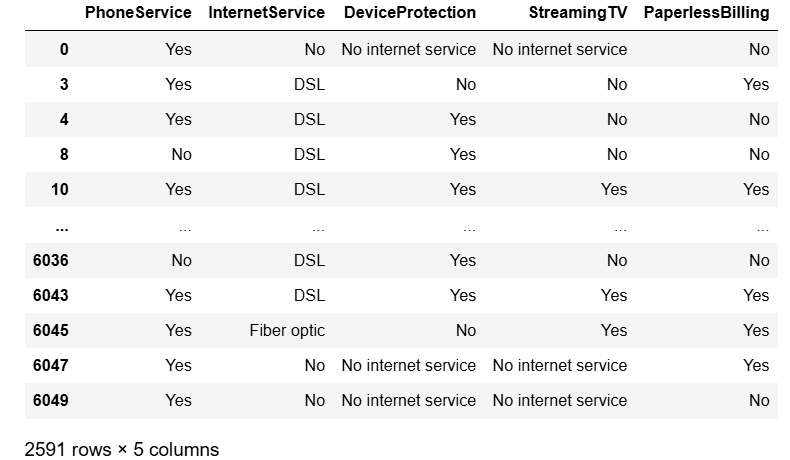 PhoneService InternetService DeviceProtection StreamingTV PaperlessBilling
0 Yes No No internet service No internet service No
3 Yes DSL No No Yes
4 Yes DSL Yes No No
8 No DSL Yes No No
10 Yes DSL Yes Yes Yes
... ... ... ... ... ...
6036 No DSL Yes No No
6043 Yes DSL Yes Yes Yes
6045 Yes Fiber optic No Yes Yes
6047 Yes No No internet service No internet service Yes
6049 Yes No No internet service No internet service No
2591 rows × 5 columns